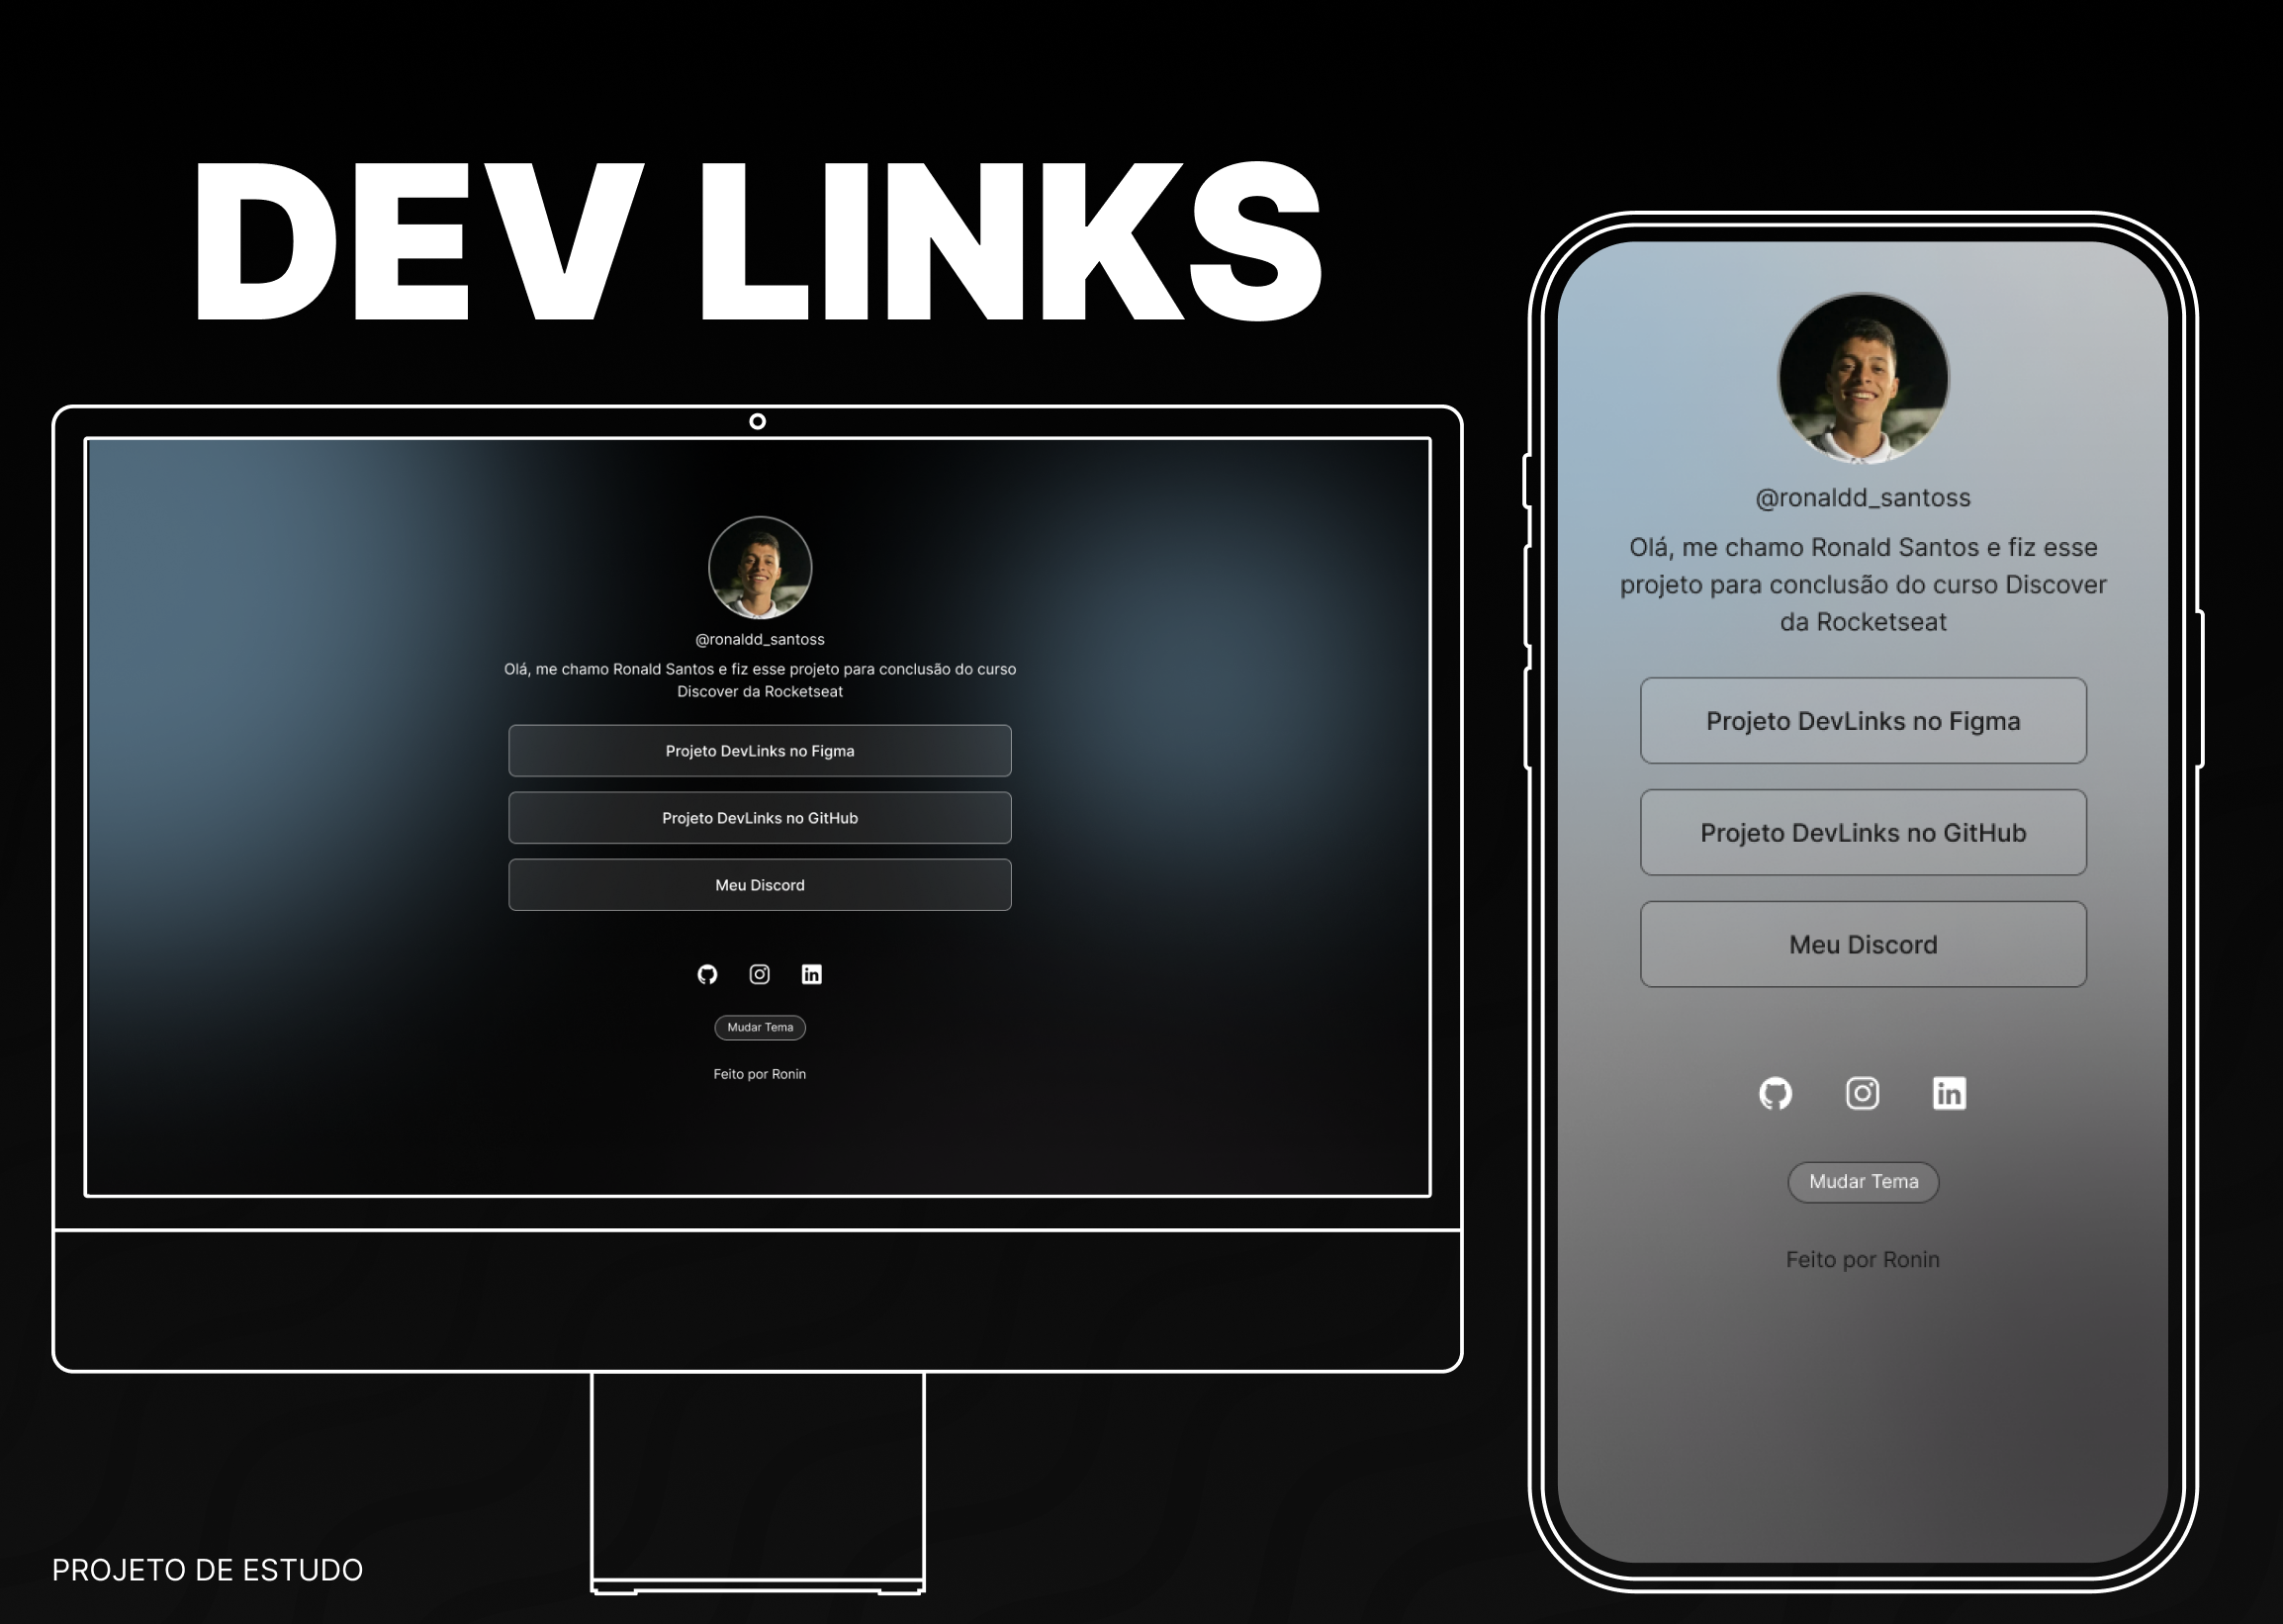 DEV LINKS
@ronaldd_santoss
Olá, me chamo Ronald Santos e fiz esse projeto para conclusão do curso
Discover da Rocketseat
Projeto DevLinks no Figma
Projeto DevLinks no GitHub
Meu Discord
in
Mudar Tema
Feito por Ronin
PROJETO DE ESTUDO
@ronaldd_santoss
Olá, me chamo Ronald Santos e fiz esse
projeto para conclusão do curso Discover
da Rocketseat
Projeto DevLinks no Figma
Projeto DevLinks no GitHub
Meu Discord
in
Mudar Tema
Feito por Ronin